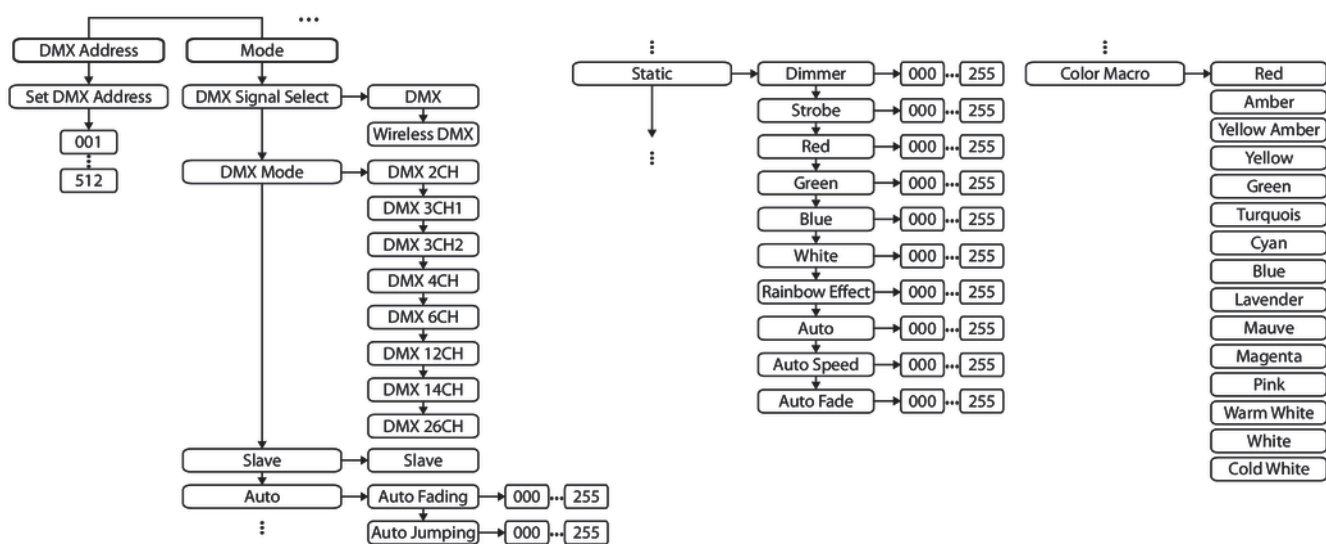 ...
DMX Address
Mode
Set DMX Address
001
...
512
DMX Signal Select
DMX
Wireless DMX
DMX Mode
DMX 2CH
DMX 3CH1
DMX 3CH2
DMX 4CH
DMX 6CH
DMX 12CH
DMX 14CH
DMX 26CH
Slave
Slave
Auto
Auto Fading
000 ... 255
Auto Jumping
000 ... 255
...
...
Static
Dimmer
000 ... 255
Strobe
000 ... 255
Red
000 ... 255
Green
000 ... 255
Blue
000 ... 255
White
000 ... 255
Rainbow Effect
000 ... 255
Auto
000 ... 255
Auto Speed
000 ... 255
Auto Fade
000 ... 255
...
...
Color Macro
Red
Amber
Yellow Amber
Yellow
Green
Turquois
Cyan
Blue
Lavender
Mauve
Magenta
Pink
Warm White
White
Cold White